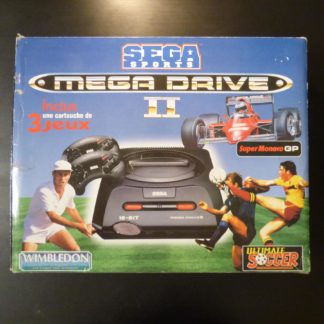 SEGA
SPORTS
MEGA DRIVE
II
inclus
une cartouche de
3 jeux
Super Monaco GP
SEGA
16-BIT
WIMBLEDON
ULTIMATE
SOCCER